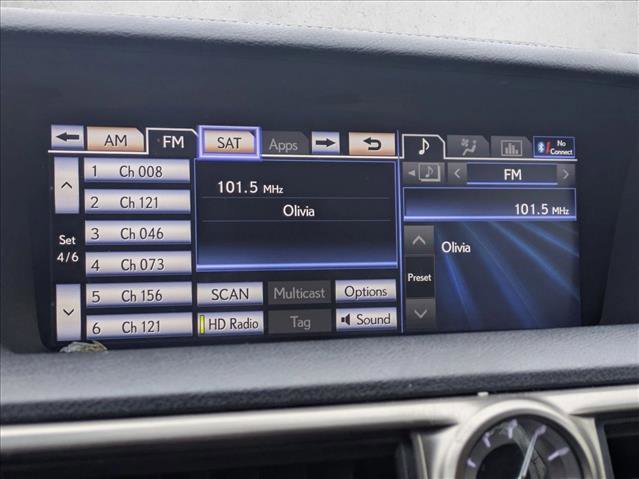 AM FM SAT Apps
No Connect
1 Ch 008
2 Ch 121
3 Ch 046
4 Ch 073
5 Ch 156
6 Ch 121
Set
4/6
101.5 MHz
Olivia
SCAN Multicast Options
HD Radio Tag Sound
FM
101.5 MHz
Olivia
Preset